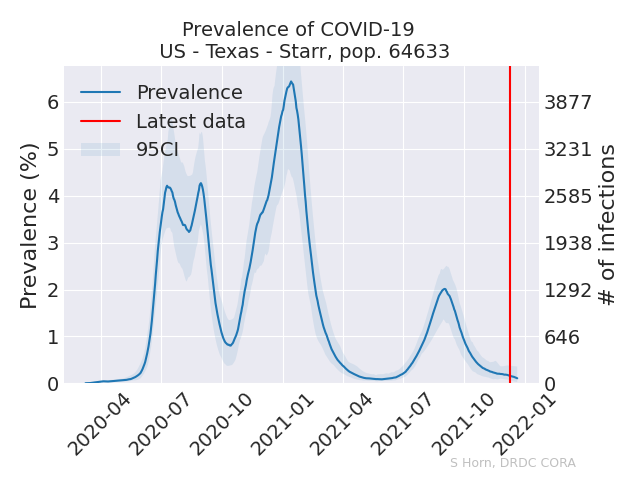 Prevalence of COVID-19
US - Texas - Starr, pop. 64633
Prevalence
Latest data
95CI
Prevalence (%)
6
5
4
3
2
1
0
3877
3231
2585
1938
1292
646
0
# of infections
2020-04
2020-07
2020-10
2021-01
2021-04
2021-07
2021-10
2022-01
S Horn, DRDC CORA